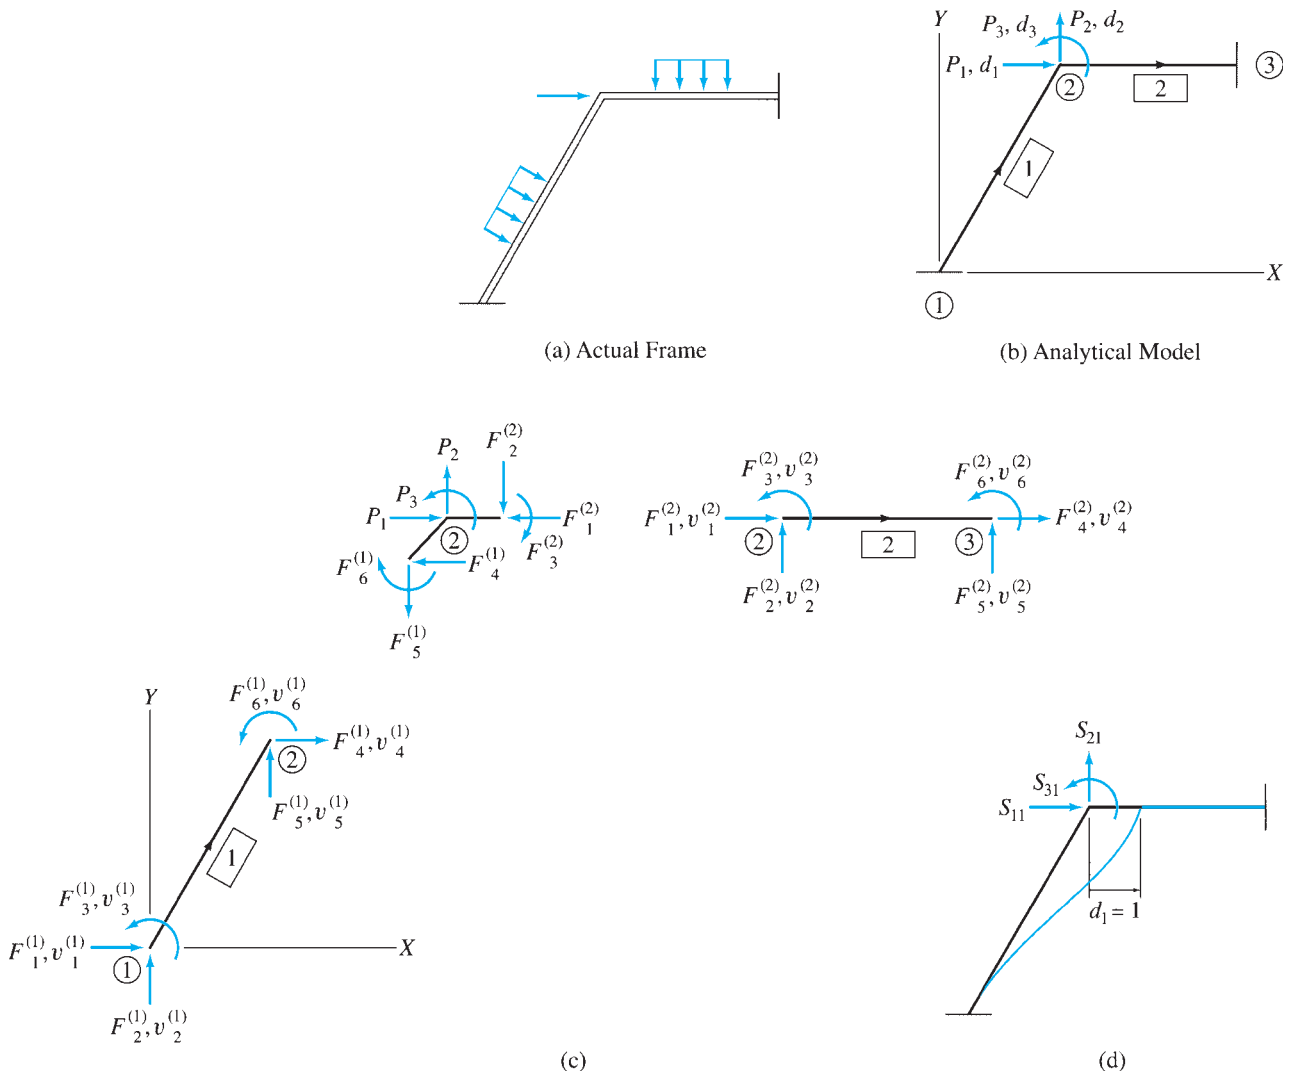 Y
P₃, d₃
P₂, d₂
P₁, d₁
② 
③
2
1
X
①
(a) Actual Frame
(b) Analytical Model
P₂
F₂⁽²⁾
P₃
P₁
②
F₁⁽²⁾
F₃⁽²⁾
F₆⁽¹⁾
F₄⁽¹⁾
F₅⁽¹⁾
F₃⁽²⁾, v₃⁽²⁾
F₆⁽²⁾, v₆⁽²⁾
F₁⁽²⁾, v₁⁽²⁾
F₄⁽²⁾, v₄⁽²⁾
②
2
③
F₂⁽²⁾, v₂⁽²⁾
F₅⁽²⁾, v₅⁽²⁾
Y
F₆⁽¹⁾, v₆⁽¹⁾
F₄⁽¹⁾, v₄⁽¹⁾
②
F₅⁽¹⁾, v₅⁽¹⁾
1
F₃⁽¹⁾, v₃⁽¹⁾
F₁⁽¹⁾, v₁⁽¹⁾
X
①
F₂⁽¹⁾, v₂⁽¹⁾
S₂₁
S₃₁
S₁₁
d₁ = 1
(c)
(d)